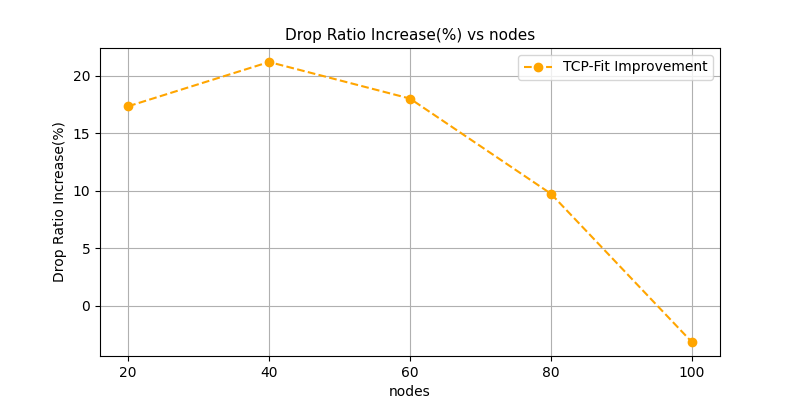 Drop Ratio Increase(%) vs nodes
TCP-Fit Improvement
Drop Ratio Increase(%)
20
15
10
5
0
20 40 60 80 100
nodes